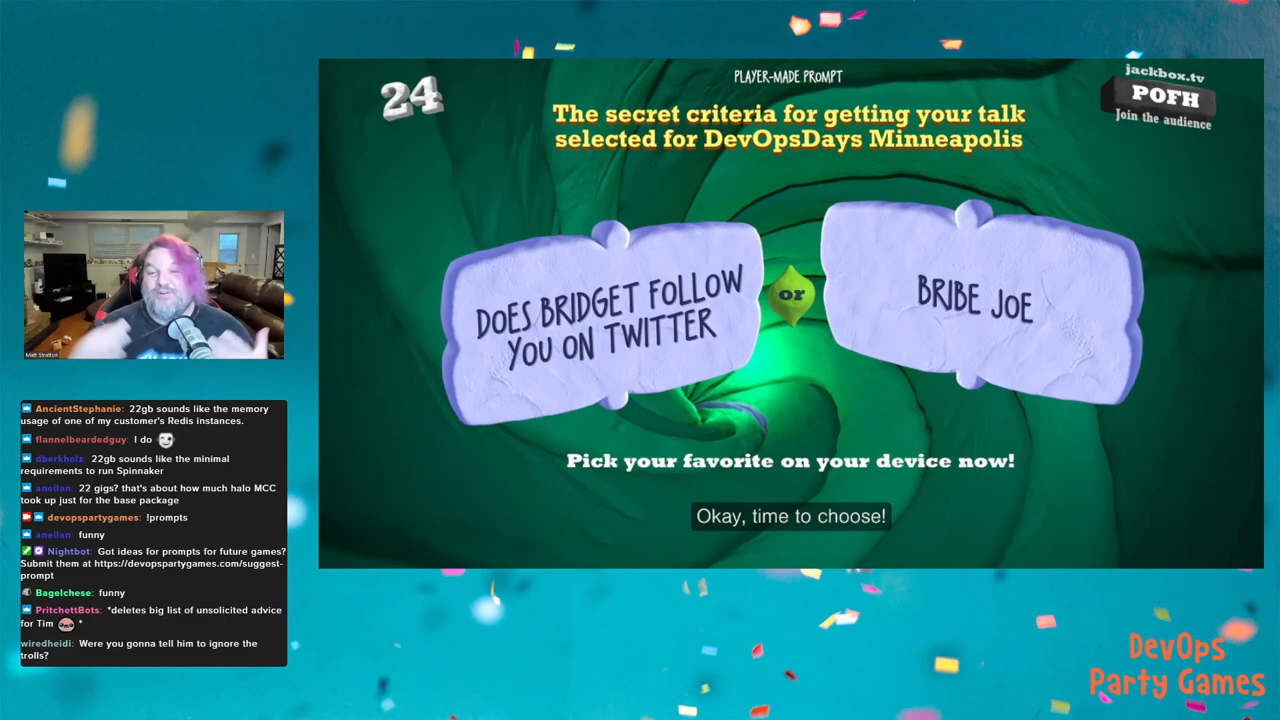 24
PLAYER-MADE PROMPT
The secret criteria for getting your talk
selected for DevOpsDays Minneapolis
jackbox.tv
POFH
Join the audience
DOES BRIDGET FOLLOW
YOU ON TWITTER
or
BRIBE JOE
Pick your favorite on your device now!
Okay, time to choose!
Matt Stratton
AncientStephanie: 22gb sounds like the memory
usage of one of my customer's Redis instances.
flannelbeardedguy: I do
dberkholz: 22gb sounds like the minimal
requirements to run Spinnaker
aneilan: 22 gigs? that's about how much halo MCC
took up just for the base package
devopspartygames: !prompts
aneilan: funny
Nightbot: Got ideas for prompts for future games?
Submit them at https://devopspartygames.com/suggest-
prompt
Bagelchese: funny
PritchettBots: *deletes big list of unsolicited advice
for Tim *
wiredheidi: Were you gonna tell him to ignore the
trolls?
DevOps
Party Games